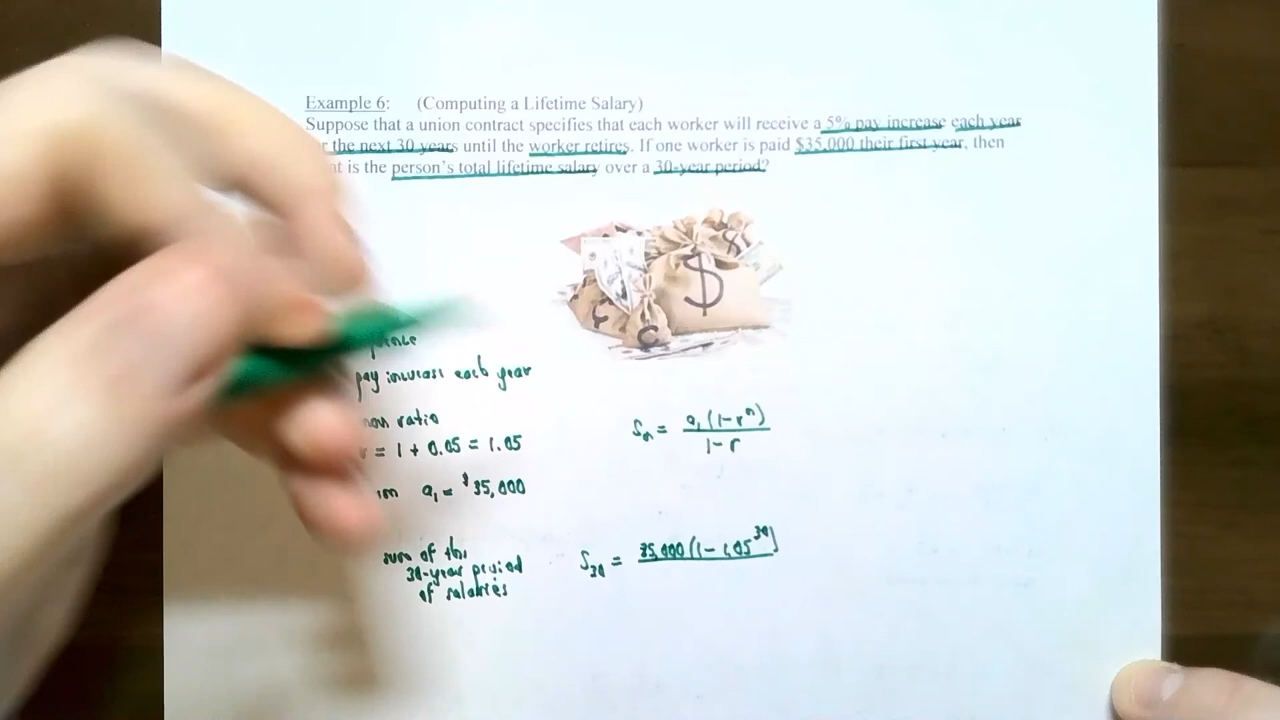 Example 6: (Computing a Lifetime Salary)
Suppose that a union contract specifies that each worker will receive a 5% pay increase each year
the next 30 years until the worker retires. If one worker is paid $35,000 their first year, then
is the person's total lifetime salary over a 30-year period?
$
pay increase each year
ratio
= 1 + 0.05 = 1.05
Sn = a₁(1-rⁿ) / 1-r
a₁ = $35,000
sum of this
30-year period
of salaries
S₃₀ = 35,000(1-1.05³⁰)